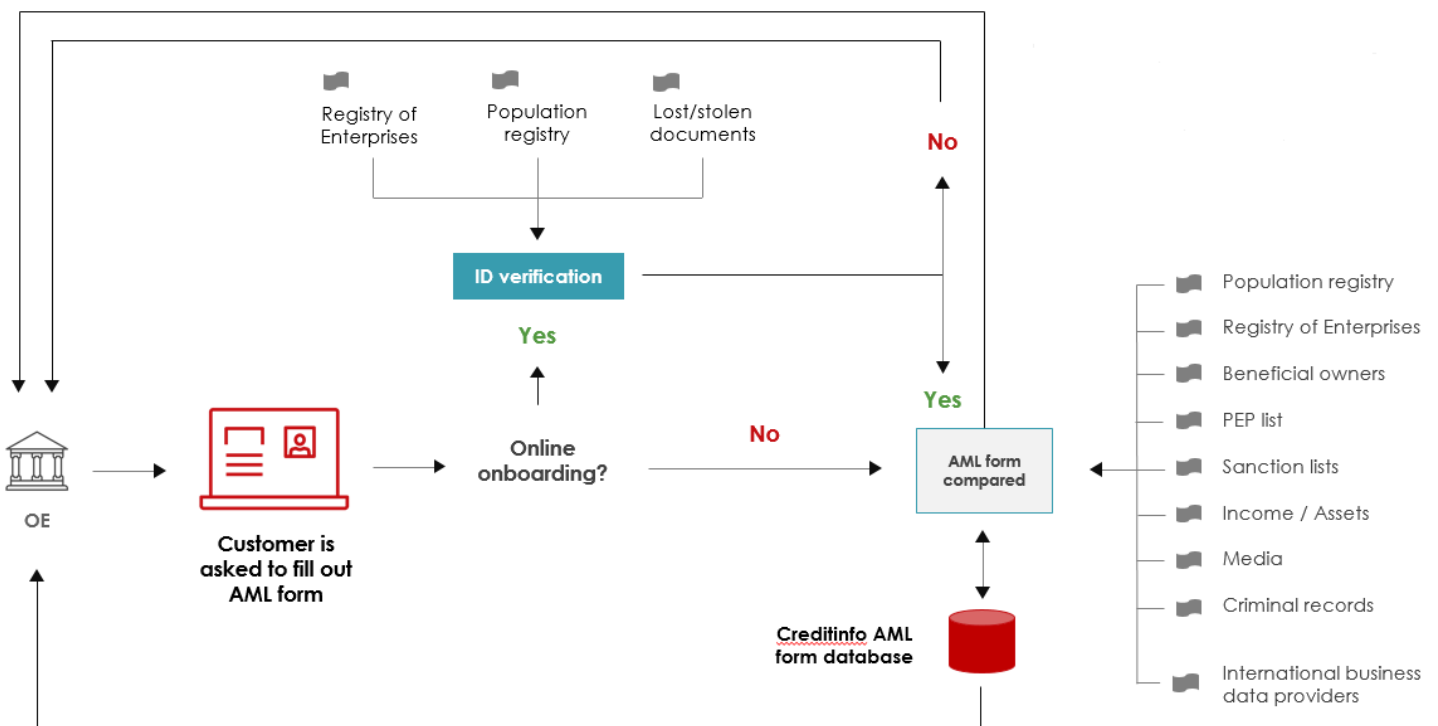 Registry of
Enterprises
Population
registry
Lost/stolen
documents
No
ID verification
Yes
Population registry
Registry of Enterprises
Beneficial owners
PEP list
Sanction lists
Income / Assets
Media
Criminal records
International business
data providers
Yes
OE
Customer is
asked to fill out
AML form
Online
onboarding?
No
AML form
compared
Creditinfo AML
form database